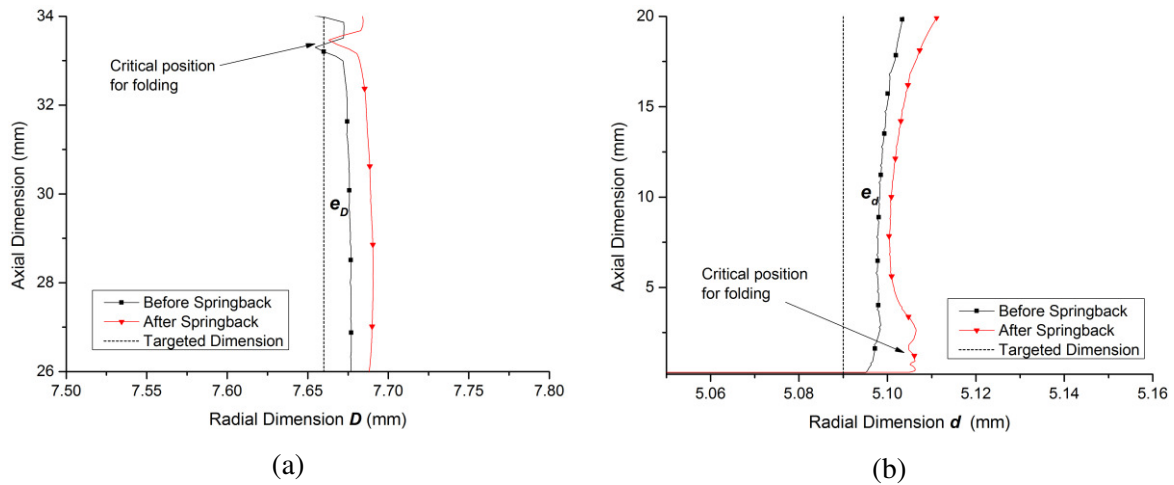 34
32
30
28
26
Axial Dimension (mm)
Critical position
for folding
e_D
Before Springback
After Springback
Targeted Dimension
7.50 7.55 7.60 7.65 7.70 7.75 7.80
Radial Dimension D (mm)
(a)
20
15
10
5
Axial Dimension (mm)
e_d
Critical position
for folding
Before Springback
After Springback
Targeted Dimension
5.06 5.08 5.10 5.12 5.14 5.16
Radial Dimension d (mm)
(b)